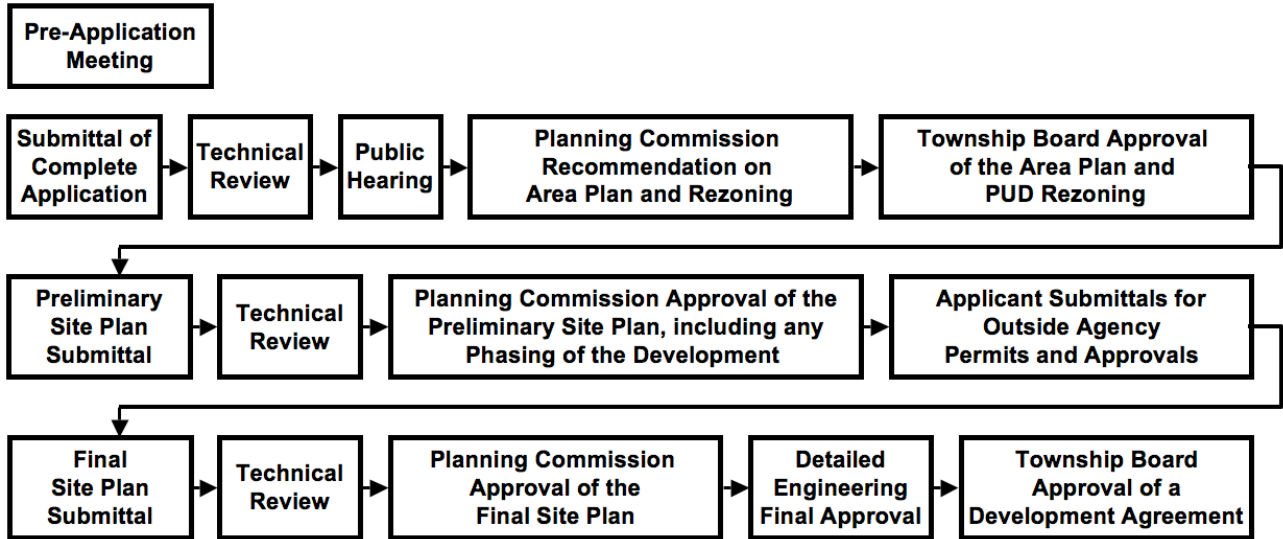 Pre-Application
Meeting
Submittal of
Complete
Application
Technical
Review
Public
Hearing
Planning Commission
Recommendation on
Area Plan and Rezoning
Township Board Approval
of the Area Plan and
PUD Rezoning
Preliminary
Site Plan
Submittal
Technical
Review
Planning Commission Approval of the
Preliminary Site Plan, including any
Phasing of the Development
Applicant Submittals for
Outside Agency
Permits and Approvals
Final
Site Plan
Submittal
Technical
Review
Planning Commission
Approval of the
Final Site Plan
Detailed
Engineering
Final Approval
Township Board
Approval of a
Development Agreement